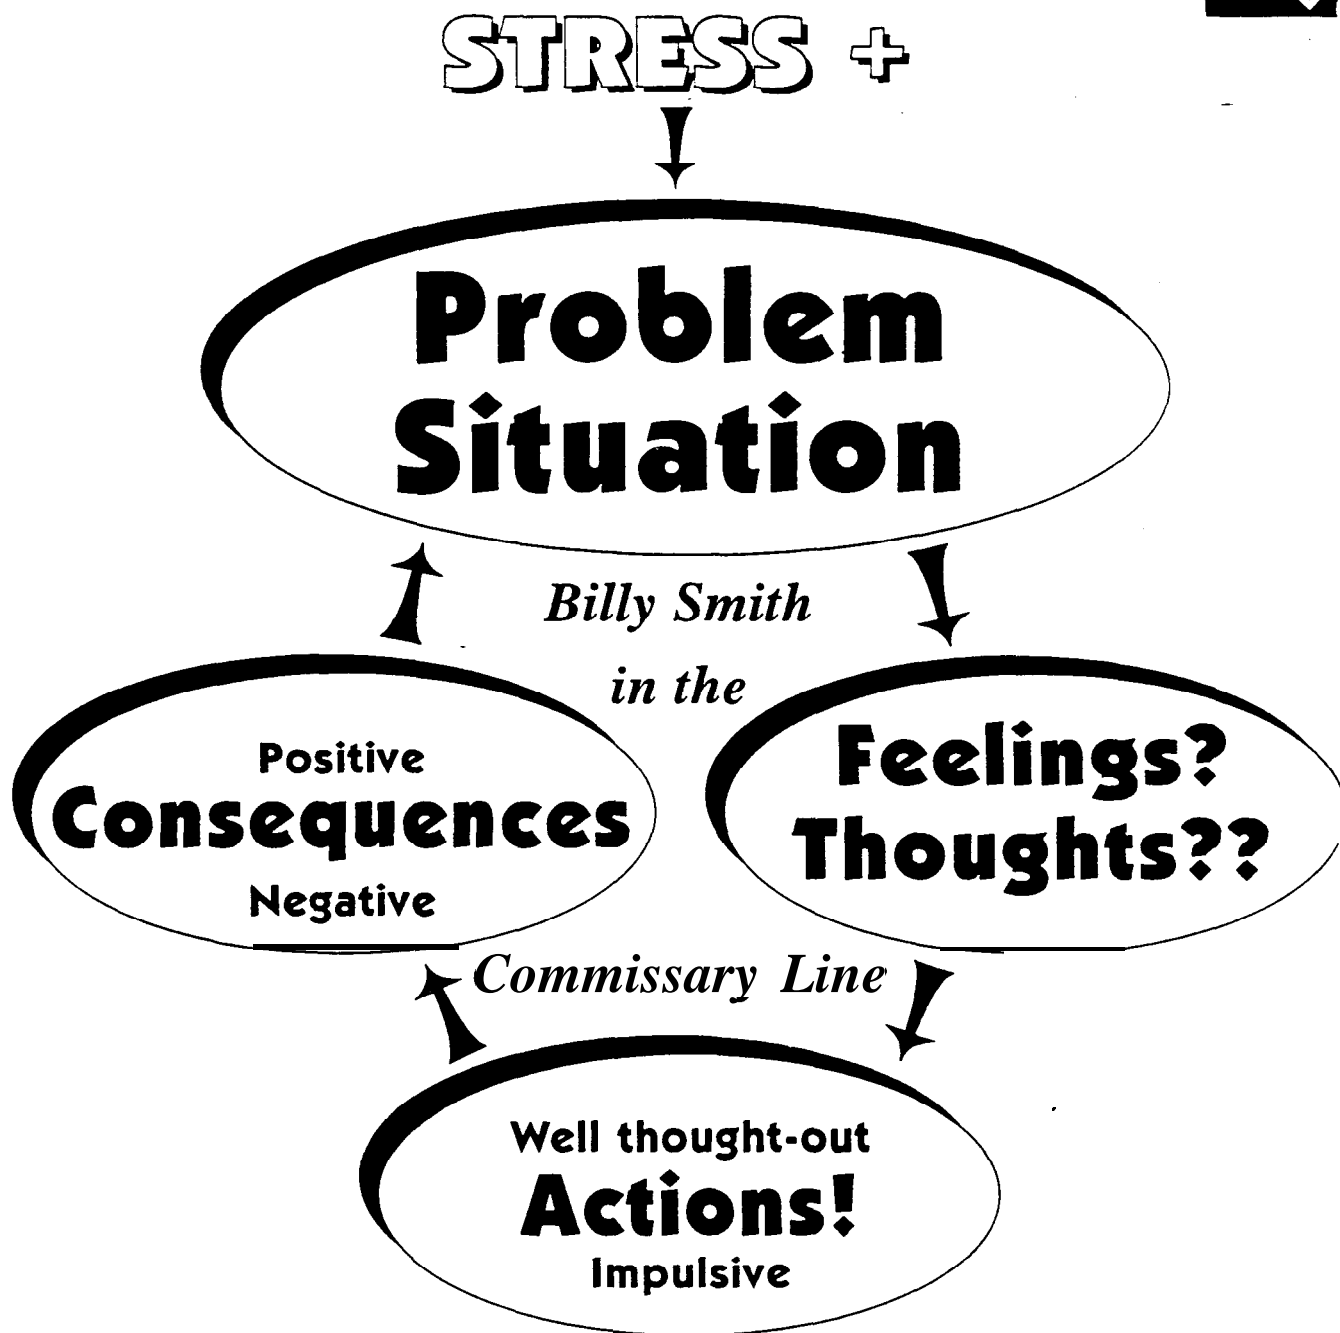 STRESS +
Problem
Situation
Billy Smith
in the
Positive
Consequences
Negative
Feelings?
Thoughts??
Commissary Line
Well thought-out
Actions!
Impulsive